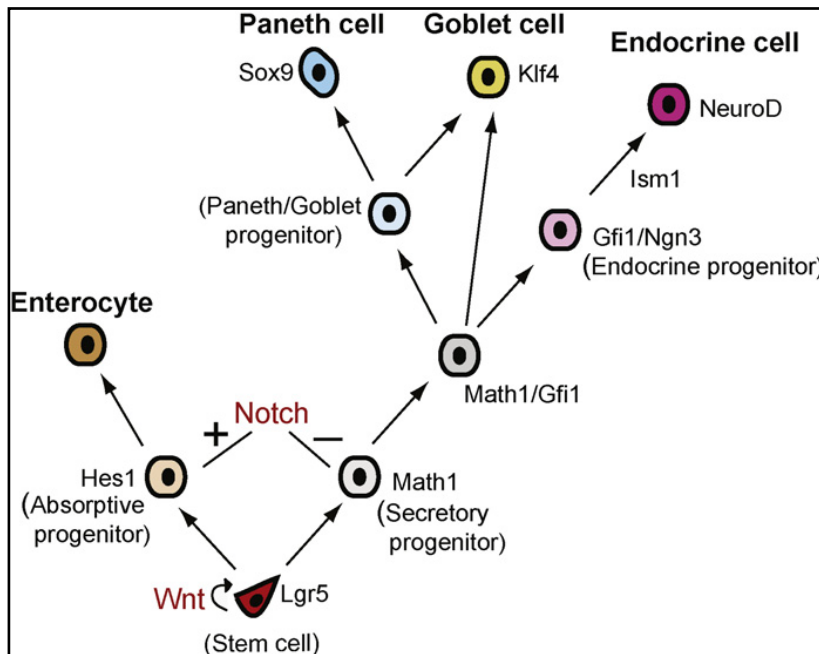 Paneth cell
Goblet cell
Endocrine cell
Sox9
Klf4
NeuroD
Ism1
(Paneth/Goblet
progenitor)
Gfi1/Ngn3
(Endocrine progenitor)
Enterocyte
Math1/Gfi1
Notch
+
−
Hes1
(Absorptive
progenitor)
Math1
(Secretory
progenitor)
Wnt
Lgr5
(Stem cell)